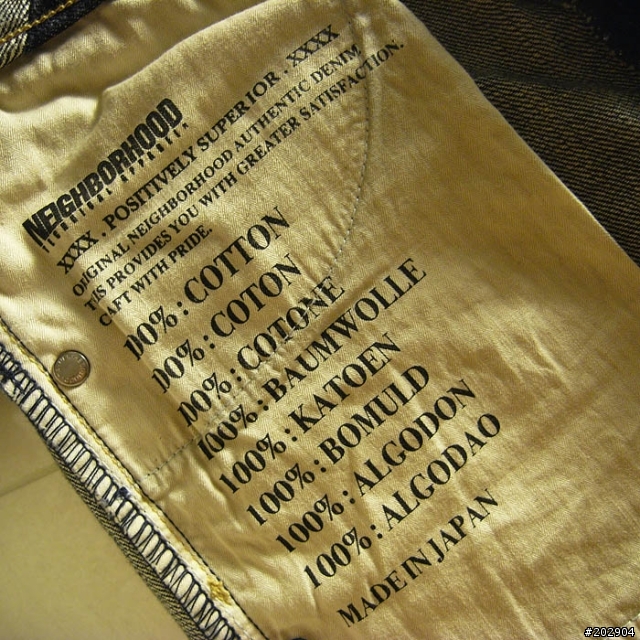 NEIGHBORHOOD
XXXX . POSITIVELY SUPERIOR . XXXX
ORIGINAL NEIGHBORHOOD AUTHENTIC DENIM.
THIS PROVIDES YOU WITH GREATER SATISFACTION.
CRAFT WITH PRIDE.
100% : COTTON
100% : COTON
100% : COTONE
100% : BAUMWOLLE
100% : KATOEN
100% : BOMULD
100% : ALGODON
100% : ALGODAO
MADE IN JAPAN
#202904